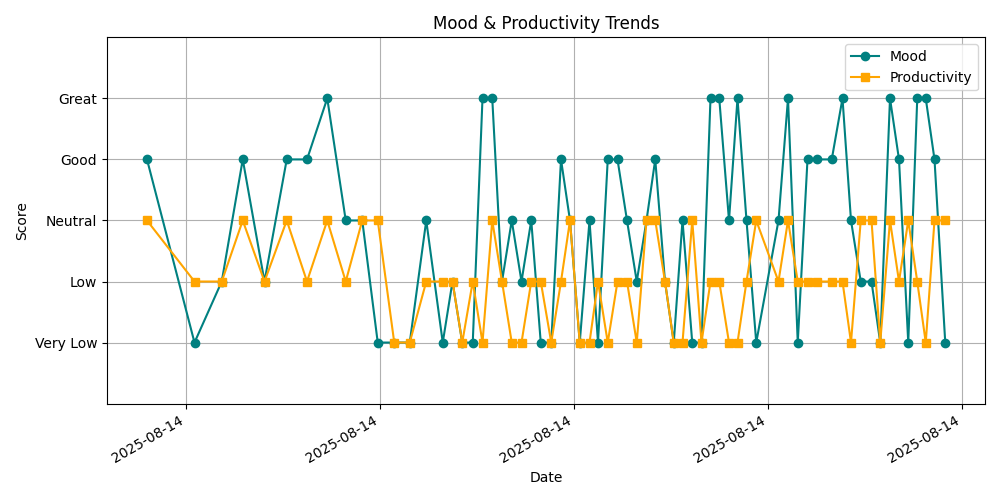 Mood & Productivity Trends
Mood
Productivity
Great
Good
Neutral
Low
Very Low
Score
2025-08-14
2025-08-14
2025-08-14
2025-08-14
2025-08-14
Date